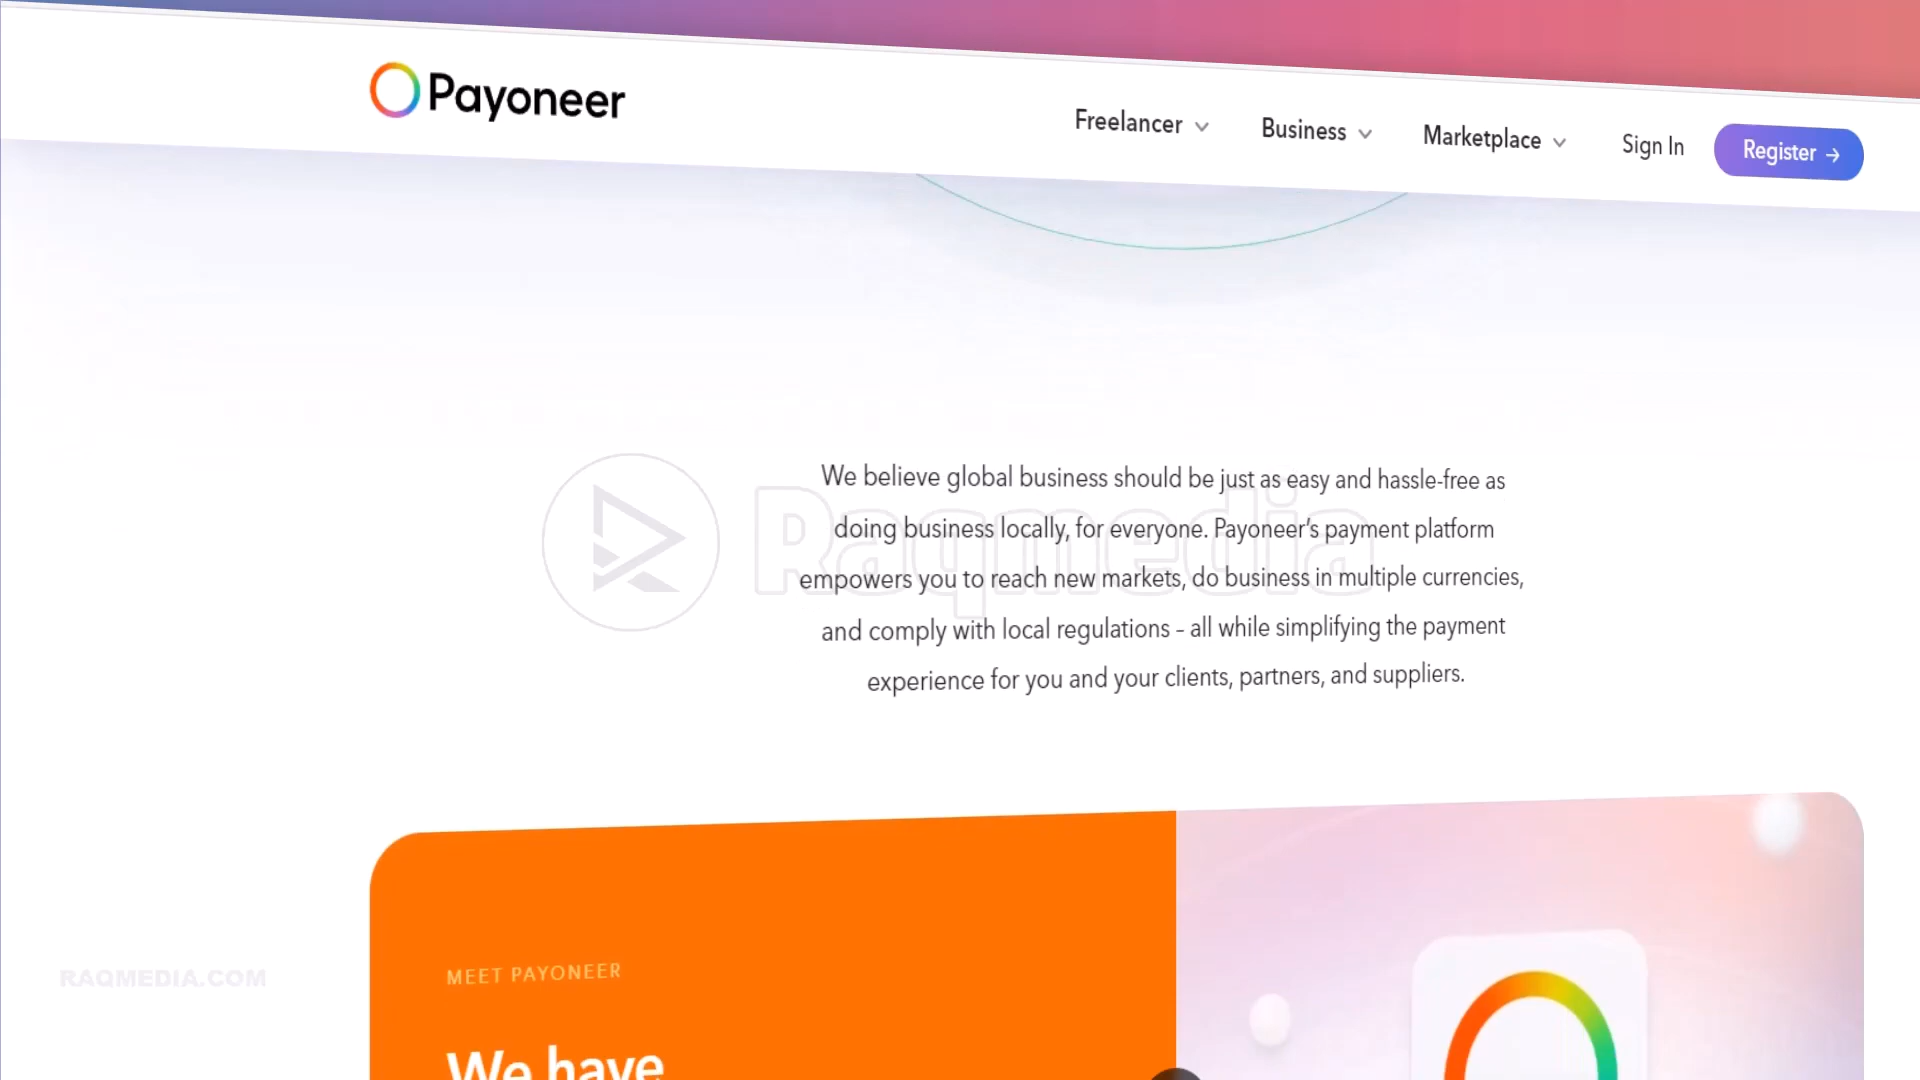 Payoneer
Freelancer
Business
Marketplace
Sign In
Register →
We believe global business should be just as easy and hassle-free as
doing business locally, for everyone. Payoneer’s payment platform
empowers you to reach new markets, do business in multiple currencies,
and comply with local regulations – all while simplifying the payment
experience for you and your clients, partners, and suppliers.
Raqmedia
MEET PAYONEER
RAQMEDIA.COM
We have